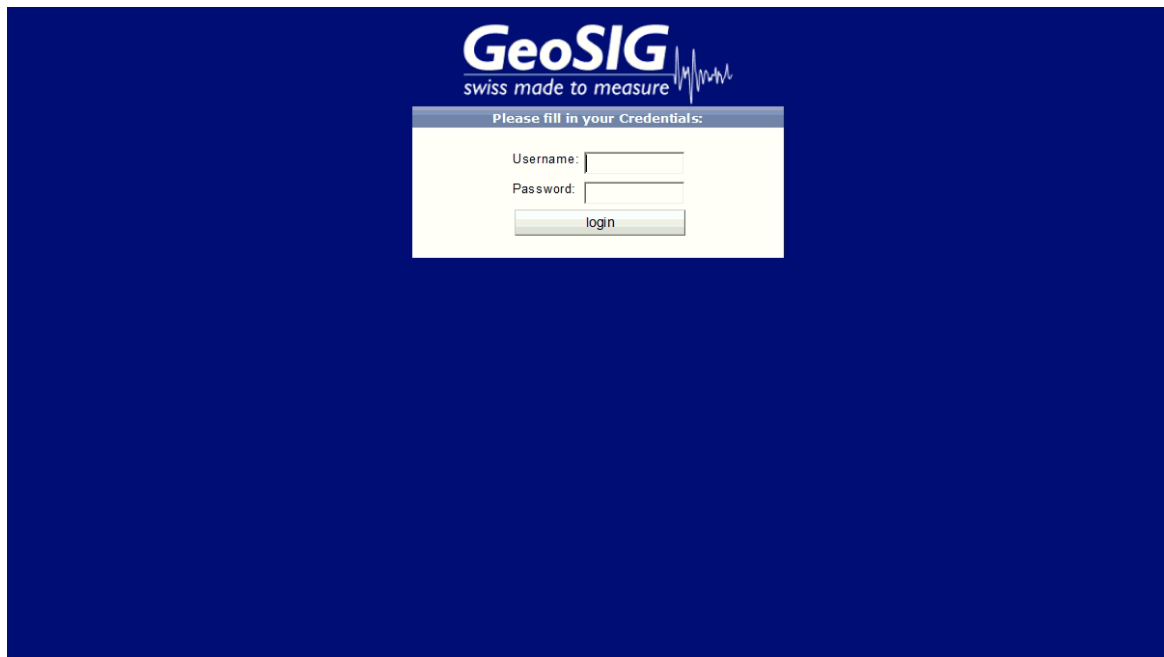 GeoSIG
swiss made to measure
Please fill in your Credentials:
Username:
Password:
login